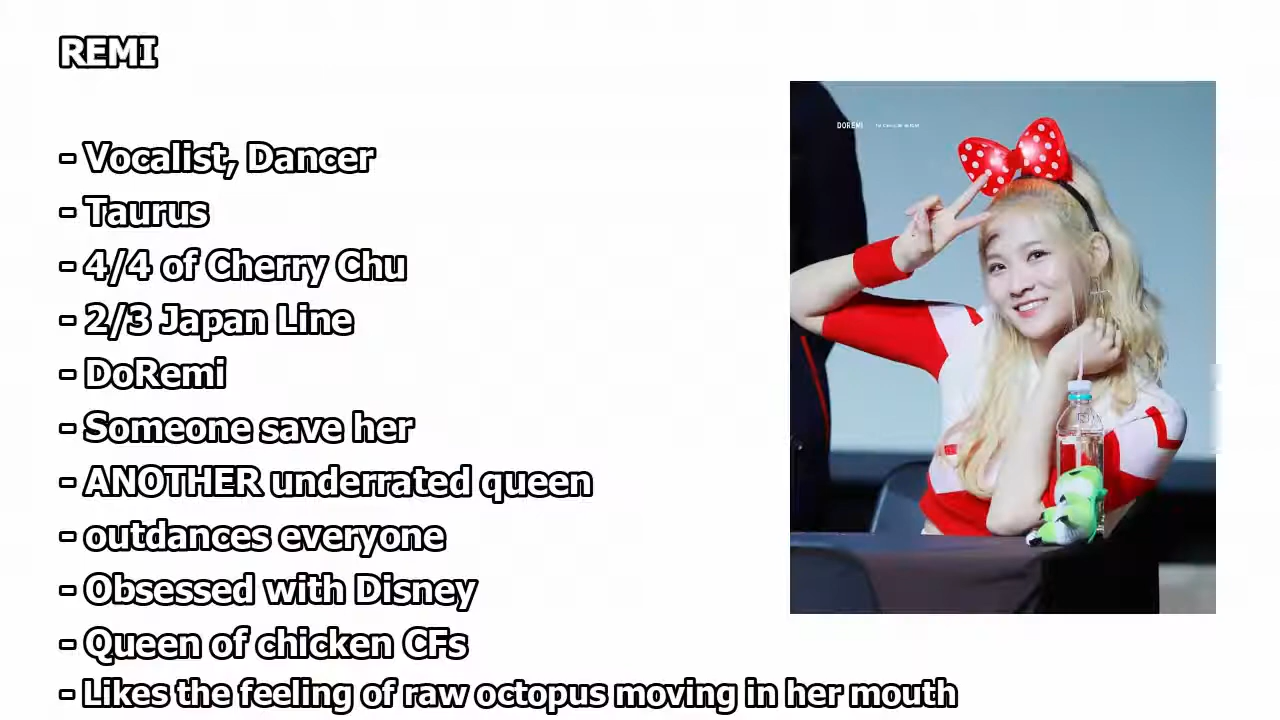 REMI
- Vocalist, Dancer
- Taurus
- 4/4 of Cherry Chu
- 2/3 Japan Line
- DoRemi
- Someone save her
- ANOTHER underrated queen
- outdances everyone
- Obsessed with Disney
- Queen of chicken CFs
- Likes the feeling of raw octopus moving in her mouth
DOREMI